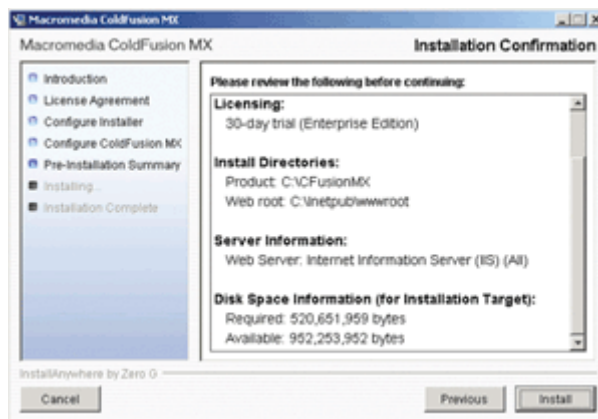 Macromedia ColdFusion MX
Macromedia ColdFusion MX
Installation Confirmation
Introduction
License Agreement
Configure Installer
Configure ColdFusion MX
Pre-Installation Summary
Installing...
Installation Complete
Please review the following before continuing:
Licensing:
30-day trial (Enterprise Edition)
Install Directories:
Product: C:\CFusionMX
Web root: C:\Inetpub\wwwroot
Server Information:
Web Server: Internet Information Server (IIS) (All)
Disk Space Information (for Installation Target):
Required: 520,651,959 bytes
Available: 952,253,952 bytes
InstallAnywhere by Zero G
Cancel
Previous
Install